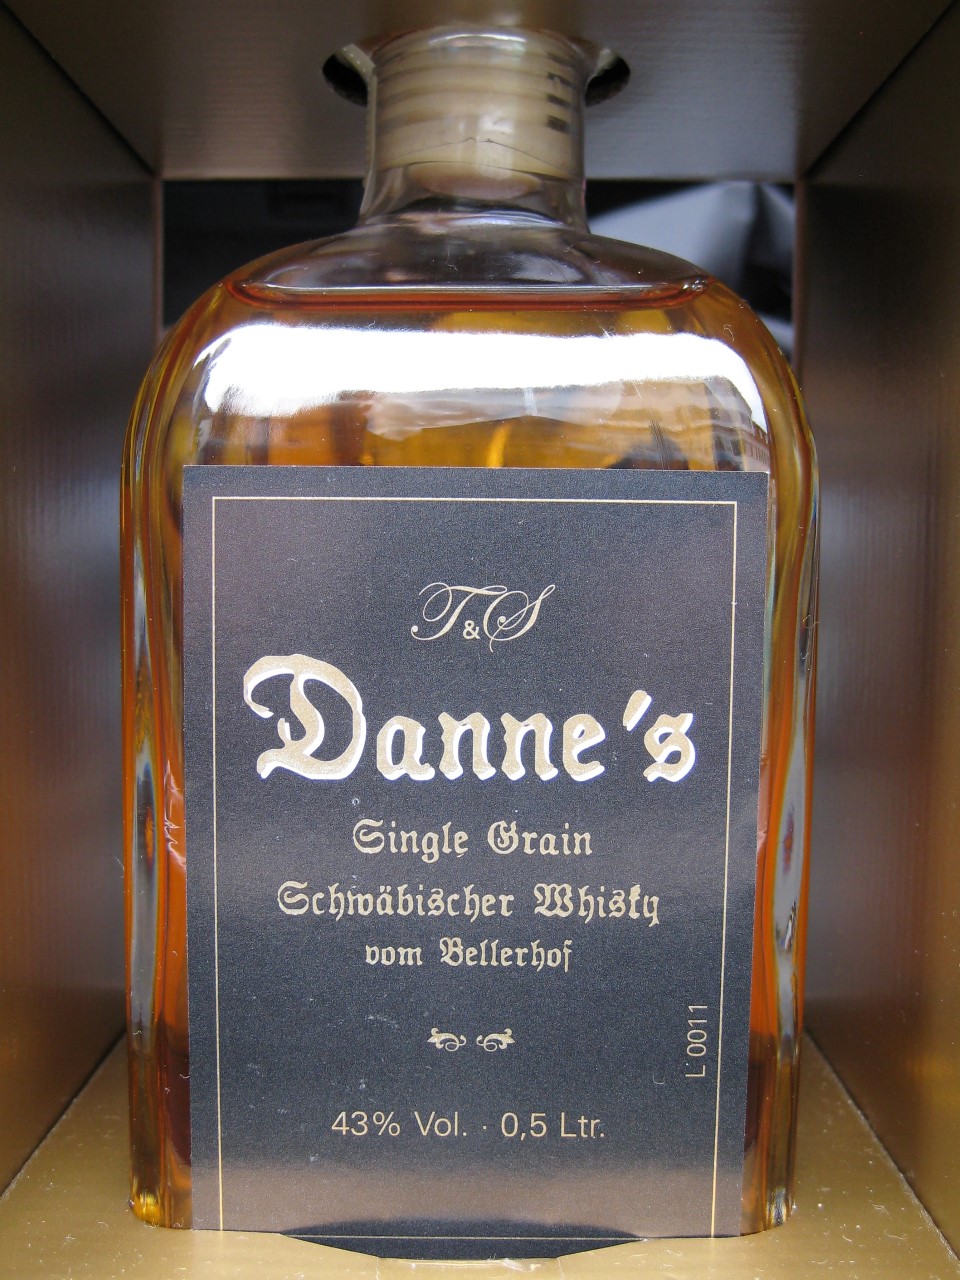 T&S
Danne's
Single Grain
Schwäbischer Whisky
vom Bellerhof
L 0011
43% Vol. · 0,5 Ltr.